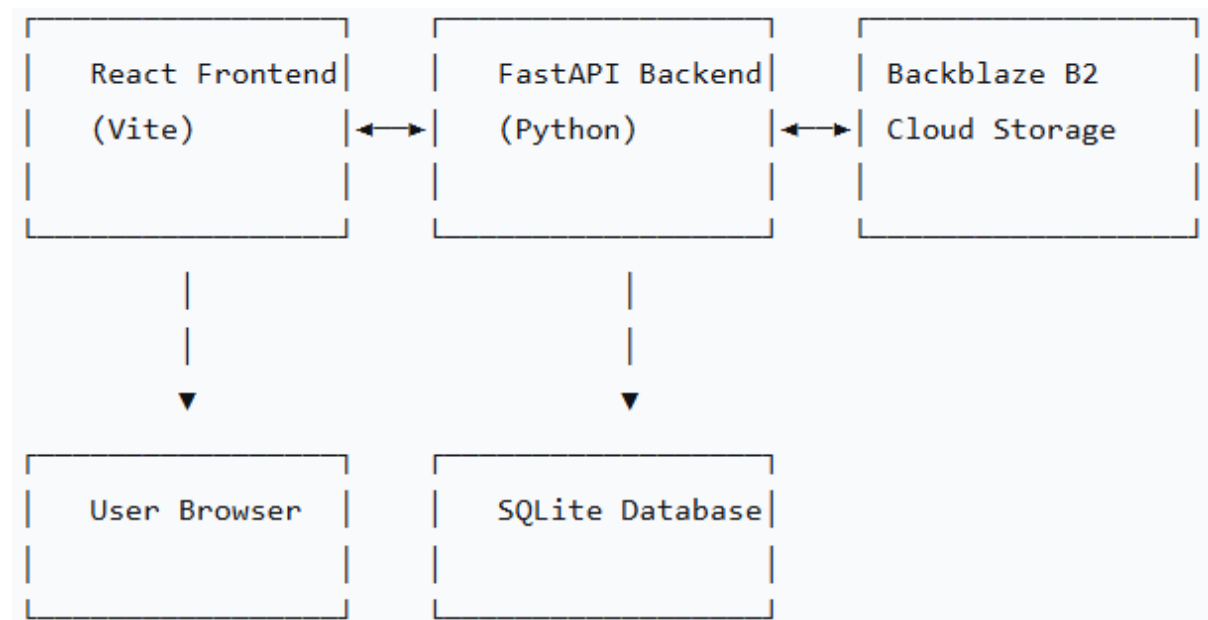 React Frontend
(Vite)
FastAPI Backend
(Python)
Backblaze B2
Cloud Storage
User Browser
SQLite Database